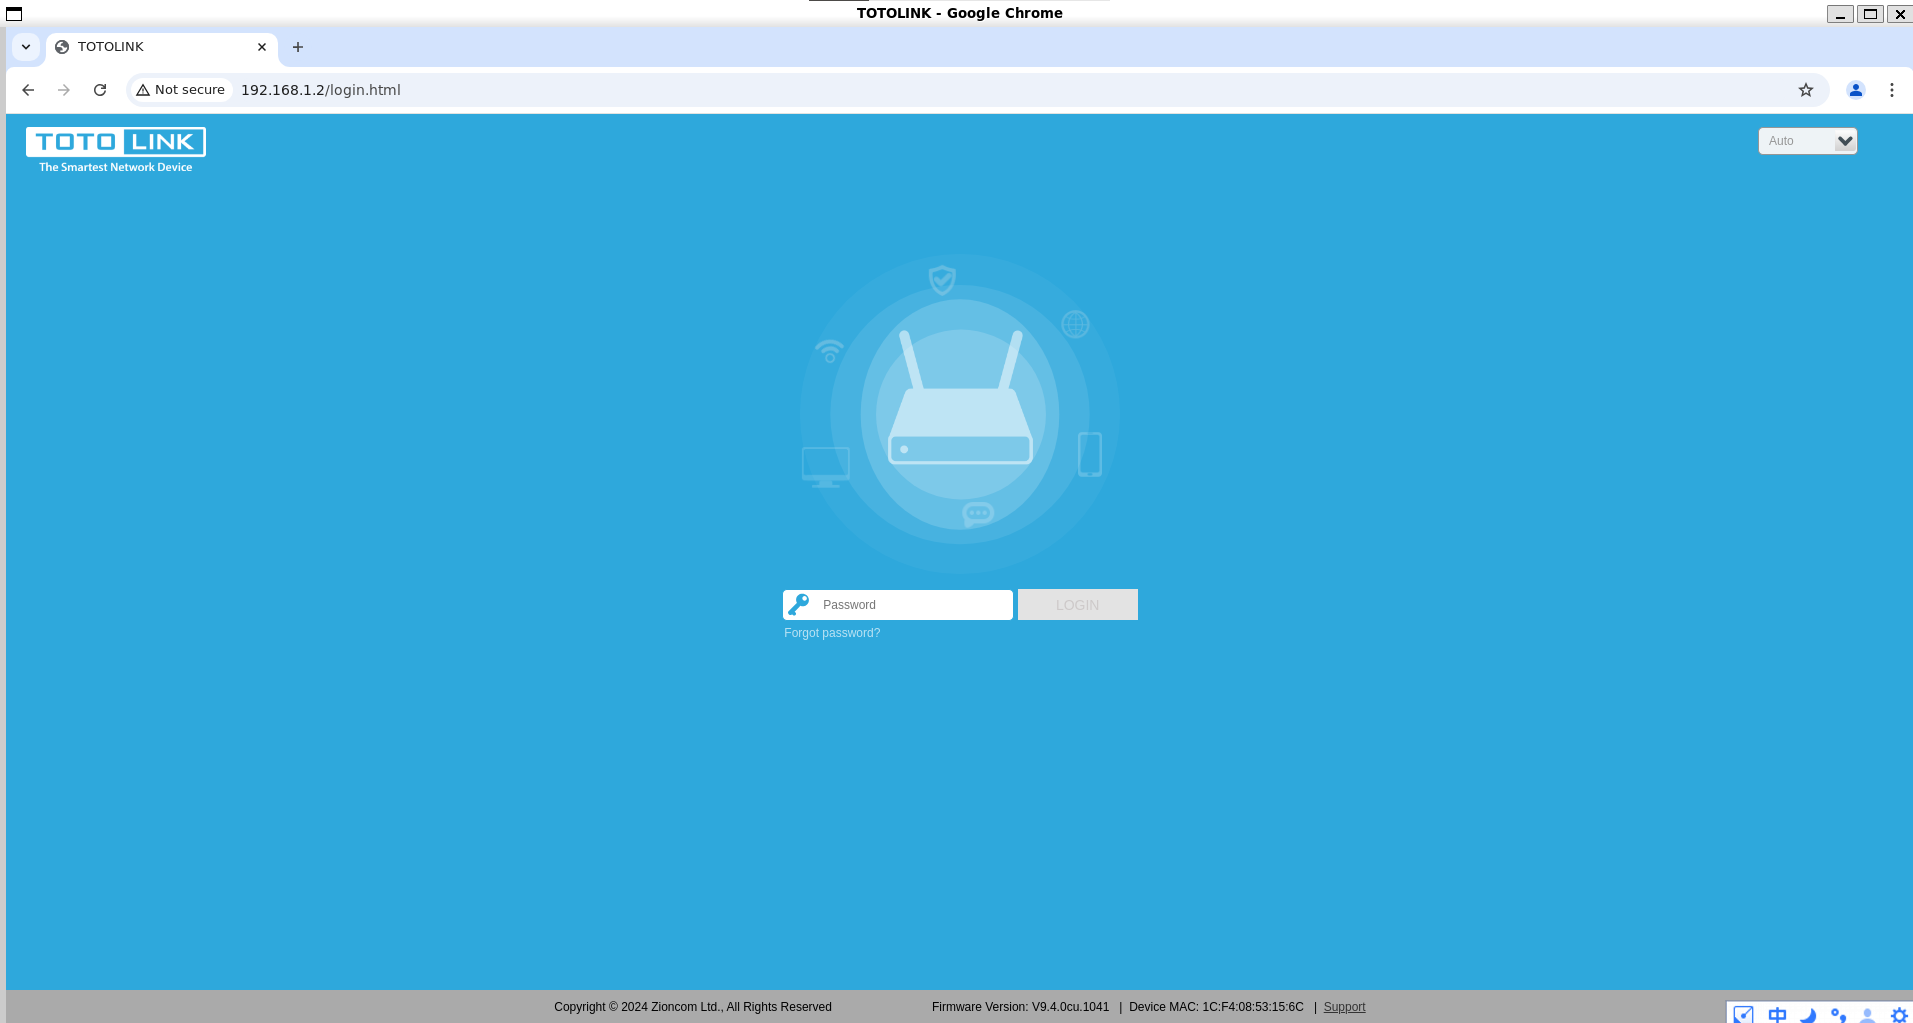 TOTOLINK - Google Chrome
TOTOLINK
Not secure 192.168.1.2/login.html
TOTO LINK
The Smartest Network Device
Auto
Password
LOGIN
Forgot password?
Copyright © 2024 Zioncom Ltd., All Rights Reserved Firmware Version: V9.4.0cu.1041 | Device MAC: 1C:F4:08:53:15:6C | Support
中